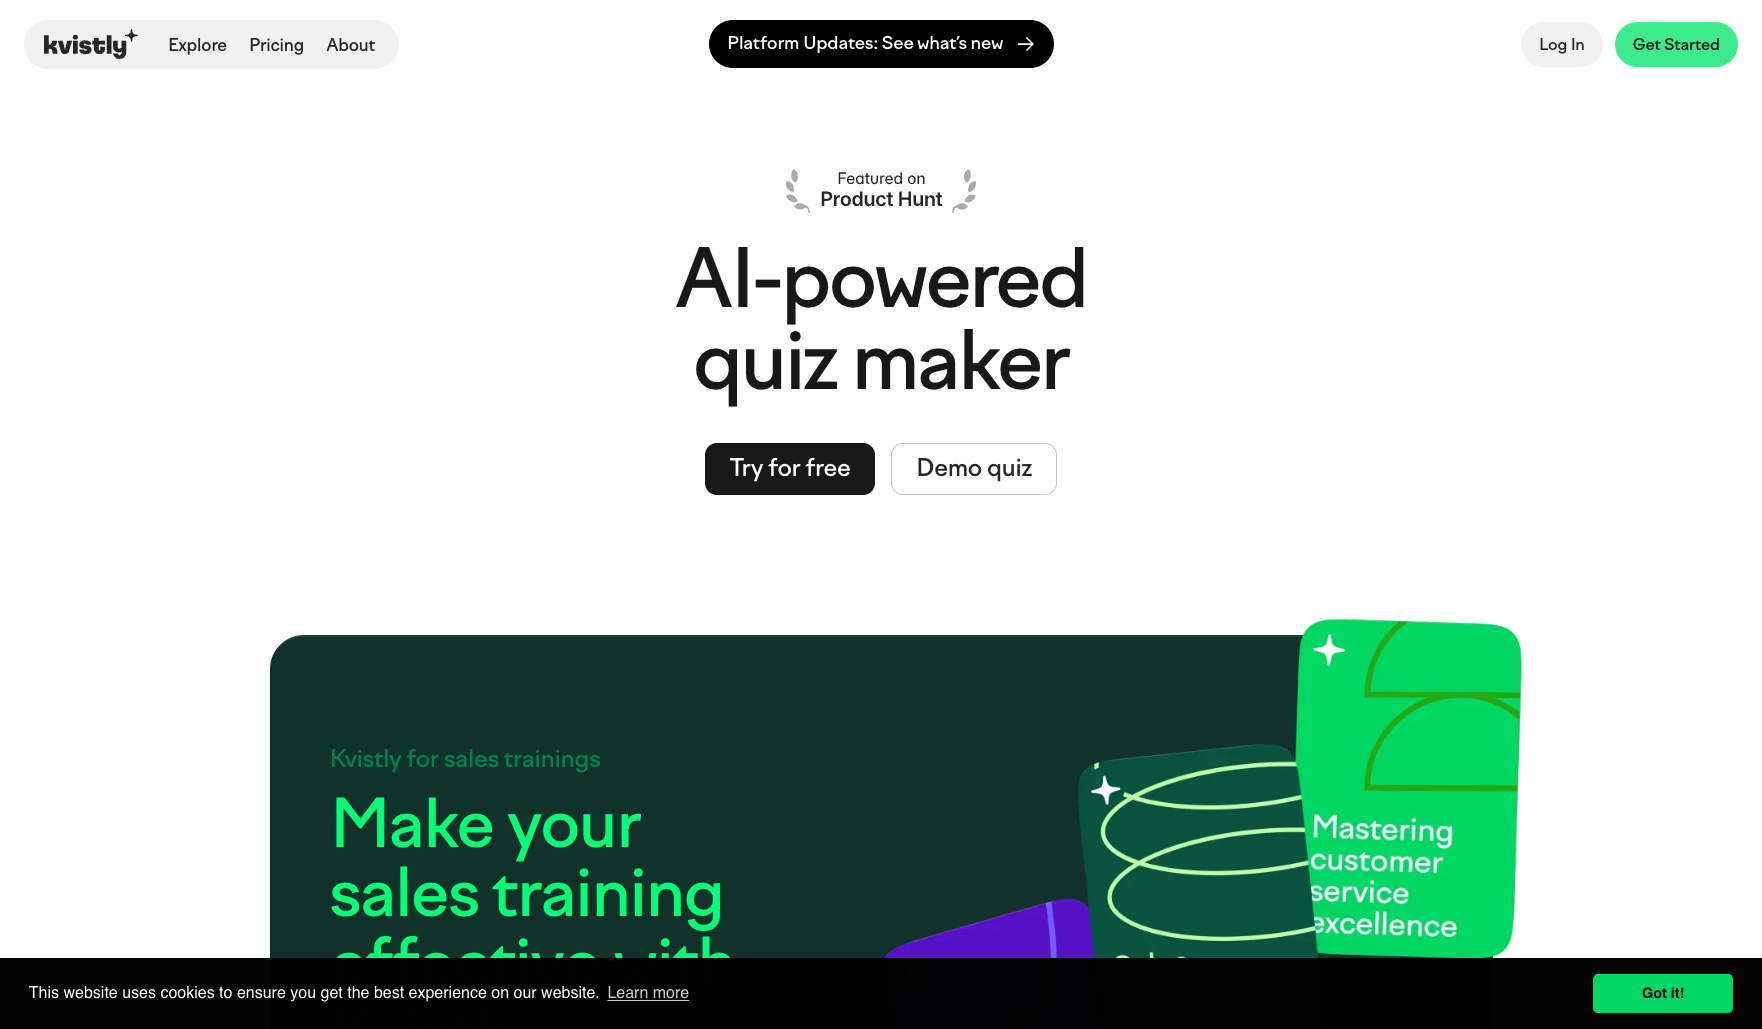 kvistly
Explore
Pricing
About
Platform Updates: See what's new
Log In
Get Started
Featured on
Product Hunt
AI-powered
quiz maker
Try for free
Demo quiz
Kvistly for sales trainings
Make your
sales training
effective with
Mastering
customer
service
excellence
This website uses cookies to ensure you get the best experience on our website. Learn more
Got it!